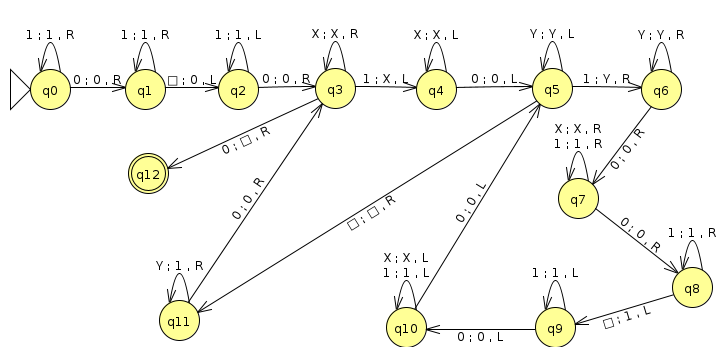 1 ; 1 , R
1 ; 1 , R
1 ; 1 , L
X ; X , R
X ; X , L
Y ; Y , L
Y ; Y , R
q0
0 ; 0 , R
q1
□ ; 0 , L
q2
0 ; 0 , R
q3
1 ; X , L
q4
0 ; 0 , L
q5
1 ; Y , R
q6
0 ; □ , R
q12
0 ; 0 , R
X ; X , R
1 ; 1 , R
q7
0 ; 0 , R
□ ; □ , R
0 ; 0 , L
0 ; 0 , R
1 ; 1 , R
q8
Y ; 1 , R
q11
X ; X , L
1 ; 1 , L
q10
0 ; 0 , L
1 ; 1 , L
q9
□ ; 1 , L